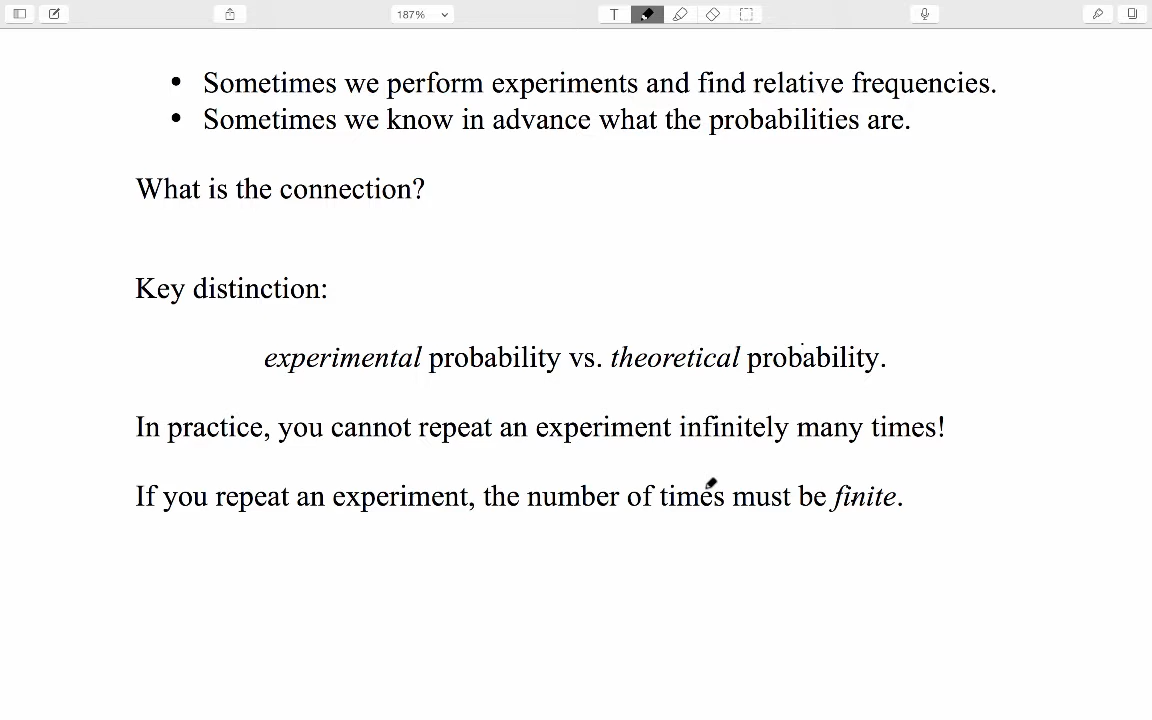 187%
T
• Sometimes we perform experiments and find relative frequencies.
• Sometimes we know in advance what the probabilities are.
What is the connection?
Key distinction:
experimental probability vs. theoretical probability.
In practice, you cannot repeat an experiment infinitely many times!
If you repeat an experiment, the number of times must be finite.